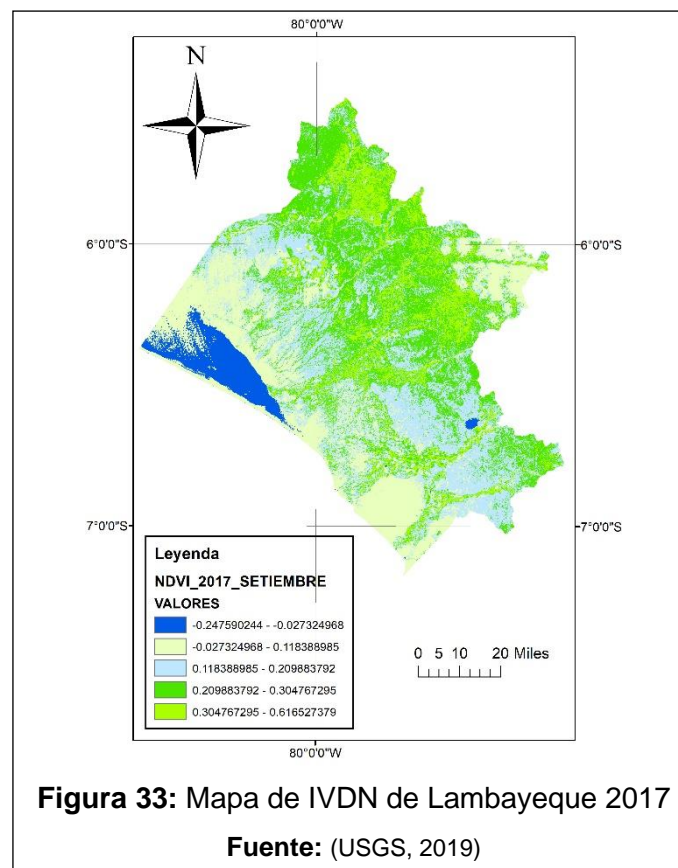 80°0'0"W
N
6°0'0"S
6°0'0"S
7°0'0"S
7°0'0"S
Leyenda
NDVI_2017_SETIEMBRE
VALORES
-0.247590244 - -0.027324968
-0.027324968 - 0.118388985
0.118388985 - 0.209883792
0.209883792 - 0.304767295
0.304767295 - 0.616527379
0 5 10 20 Miles
80°0'0"W
Figura 33: Mapa de IVDN de Lambayeque 2017
Fuente: (USGS, 2019)